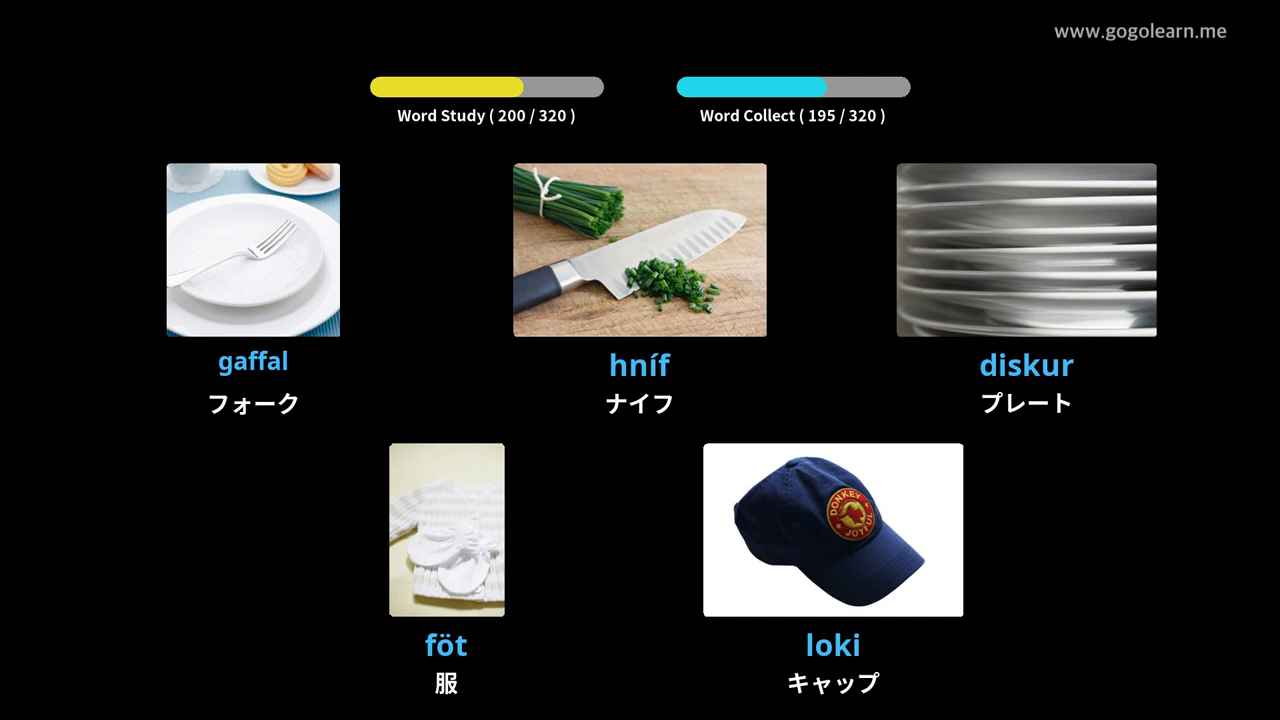 www.gogolearn.me
Word Study ( 200 / 320 )
Word Collect ( 195 / 320 )
gaffal
フォーク
hníf
ナイフ
diskur
プレート
föt
服
DONKEY
JOYFUL
loki
キャップ